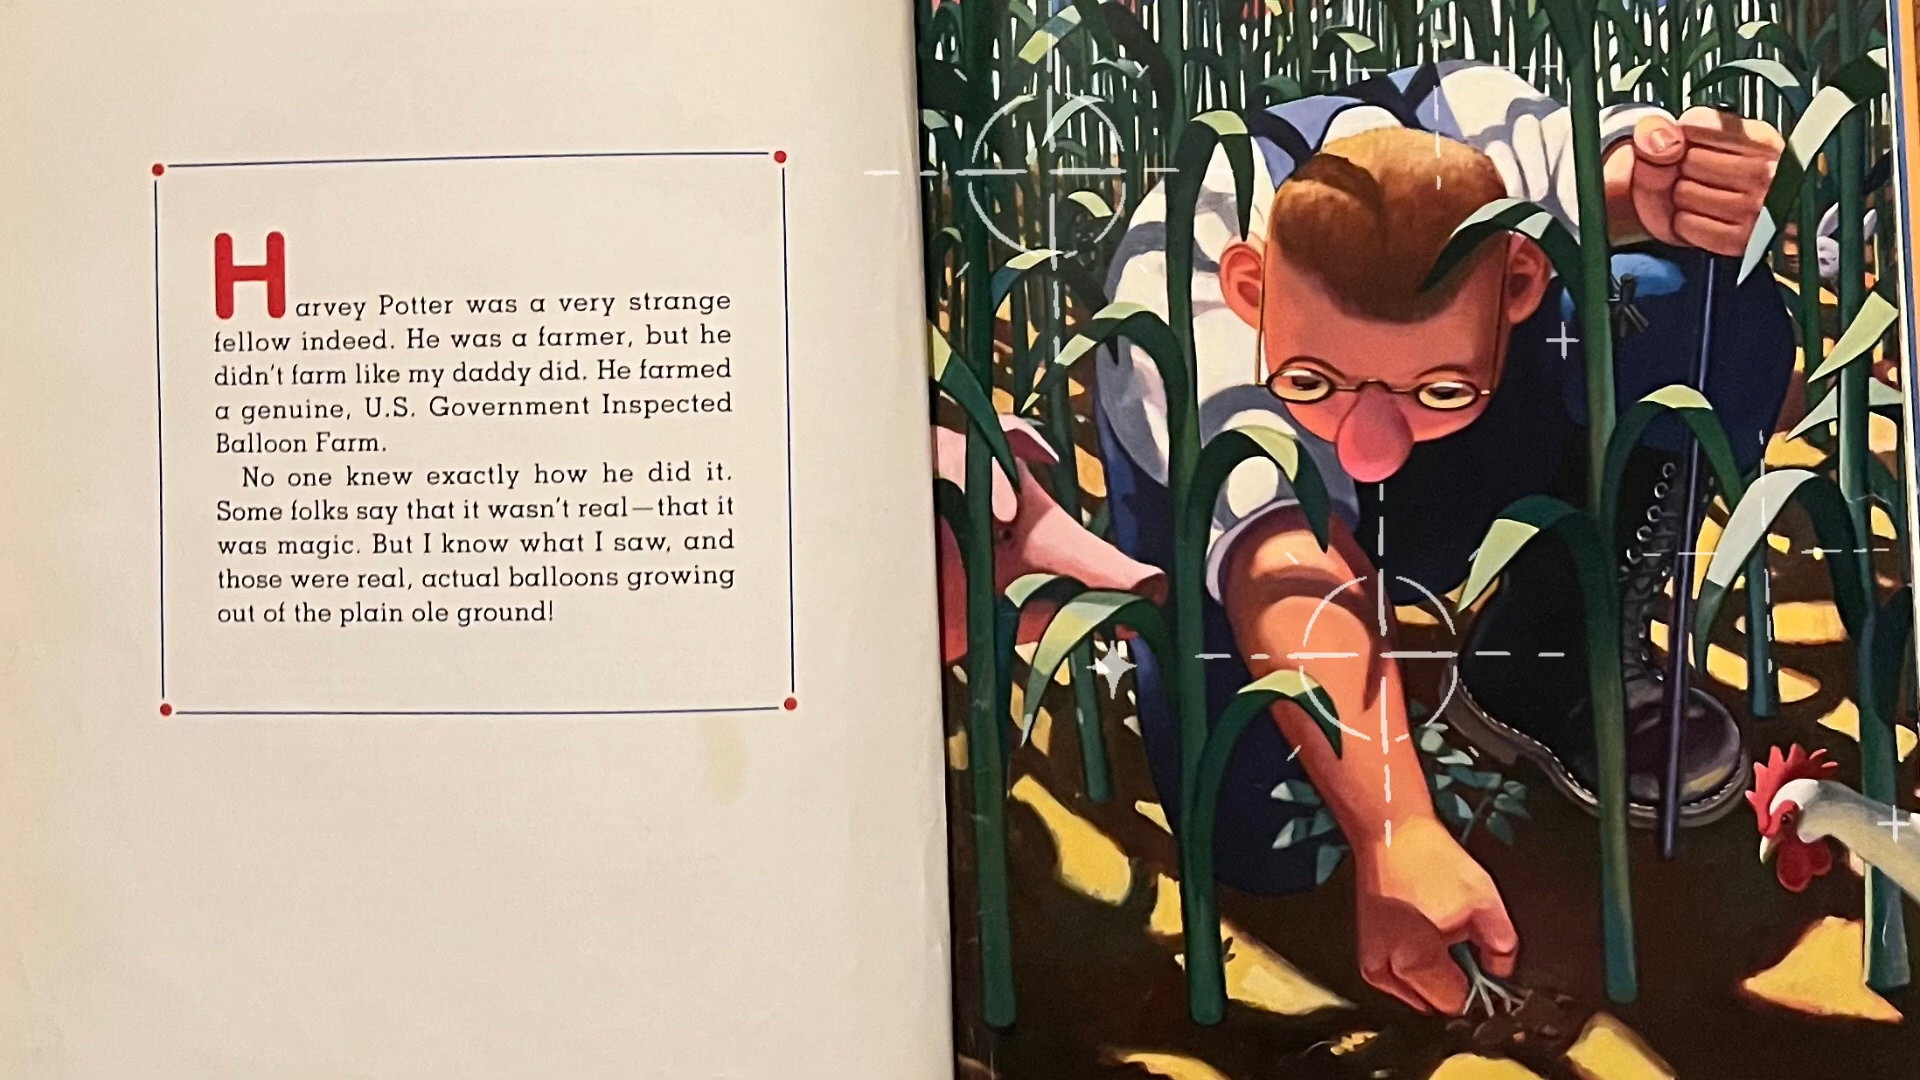 Harvey Potter was a very strange
fellow indeed. He was a farmer, but he
didn't farm like my daddy did. He farmed
a genuine, U.S. Government Inspected
Balloon Farm.
No one knew exactly how he did it.
Some folks say that it wasn't real—that it
was magic. But I know what I saw, and
those were real, actual balloons growing
out of the plain ole ground!